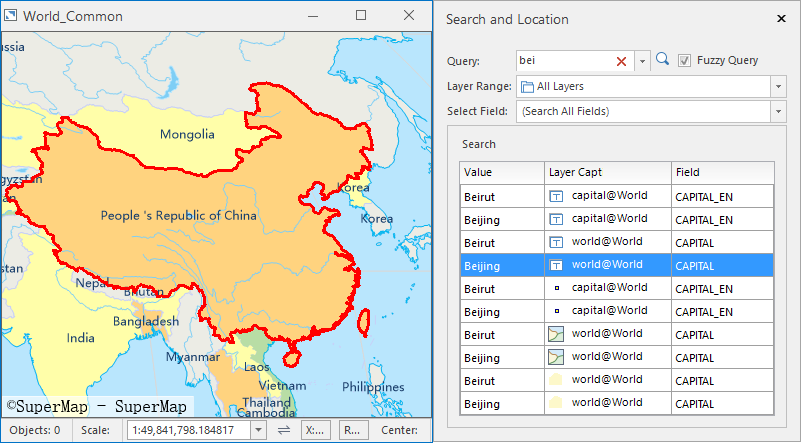 World_Common
ussia
Mongolia
rgyzstan
istan
Korea
Korea
People 's Republic of China
stan
Nepal
Bhutan
Bangladesh
India
Myanmar
Laos
Vietnam
Thailand
Cambodia
Philippines
©SuperMap - SuperMap
Objects: 0 Scale: 1:49,841,798.184817 X:... R... Center:
Search and Location
Query: bei Fuzzy Query
Layer Range: All Layers
Select Field: (Search All Fields)
Search
Value Layer Capt Field
Beirut capital@World CAPITAL_EN
Beijing capital@World CAPITAL_EN
Beirut world@World CAPITAL
Beijing world@World CAPITAL
Beirut capital@World CAPITAL_EN
Beijing capital@World CAPITAL_EN
Beirut world@World CAPITAL
Beijing world@World CAPITAL
Beirut world@World CAPITAL
Beijing world@World CAPITAL